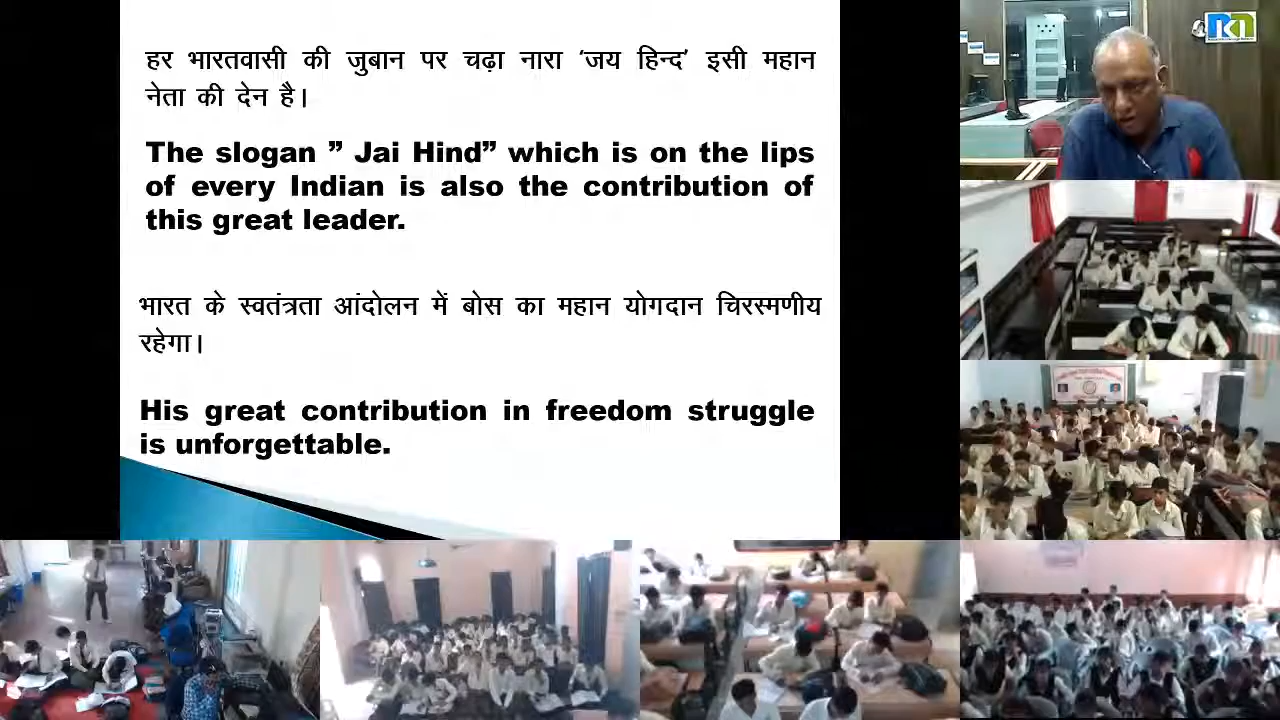 हर भारतवासी की जुबान पर चढ़ा नारा ‘जय हिन्द’ इसी महान
नेता की देन है।
The slogan ” Jai Hind” which is on the lips
of every Indian is also the contribution of
this great leader.
भारत के स्वतंत्रता आंदोलन में बोस का महान योगदान चिरस्मणीय
रहेगा।
His great contribution in freedom struggle
is unforgettable.